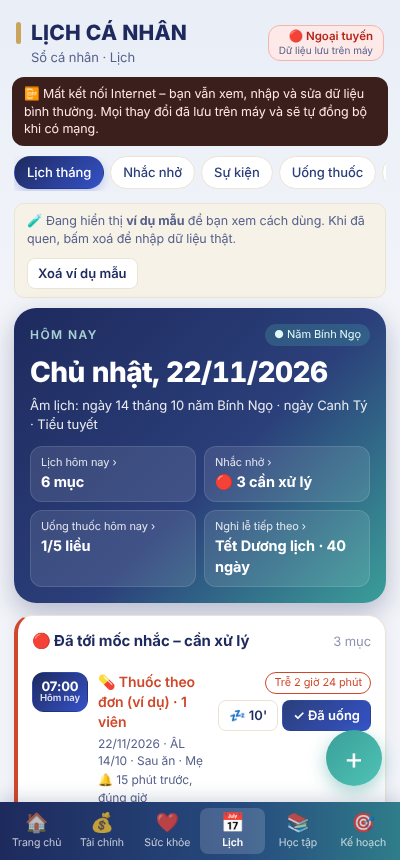 LỊCH CÁ NHÂN
Sổ cá nhân · Lịch
🔴 Ngoại tuyến
Dữ liệu lưu trên máy
📴 Mất kết nối Internet – bạn vẫn xem, nhập và sửa dữ liệu
bình thường. Mọi thay đổi đã lưu trên máy và sẽ tự đồng bộ
khi có mạng.
Lịch tháng
Nhắc nhở
Sự kiện
Uống thuốc
🧪 Đang hiển thị ví dụ mẫu để bạn xem cách dùng. Khi đã
quen, bấm xoá để nhập dữ liệu thật.
Xoá ví dụ mẫu
HÔM NAY
Năm Bính Ngọ
Chủ nhật, 22/11/2026
Âm lịch: ngày 14 tháng 10 năm Bính Ngọ · ngày Canh Tý
· Tiểu tuyết
Lịch hôm nay ›
6 mục
Nhắc nhở ›
🔴 3 cần xử lý
Uống thuốc hôm nay ›
1/5 liều
Nghỉ lễ tiếp theo ›
Tết Dương lịch · 40
ngày
🔴 Đã tới mốc nhắc – cần xử lý
3 mục
07:00
Hôm nay
💊 Thuốc theo
đơn (ví dụ) · 1
viên
22/11/2026 · ÂL
14/10 · Sau ăn · Mẹ
🔔 15 phút trước,
đúng giờ
Trễ 2 giờ 24 phút
💤 10'
✓ Đã uống
+
Trang chủ
Tài chính
Sức khỏe
Lịch
Học tập
Kế hoạch